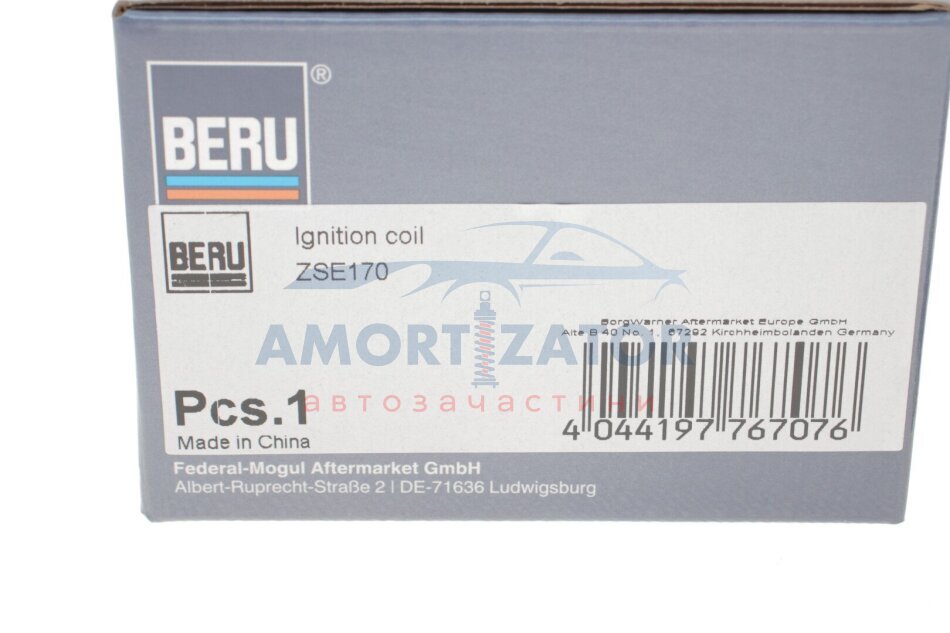 BERU®
BERU
Ignition coil
ZSE170
BorgWarner Aftermarket Europe GmbH
Alte B 40 No. 1, 67292 Kirchheimbolanden Germany
AMORTIZATOR
автозачастини
Pcs.1
Made in China
4 044197 767076
Federal-Mogul Aftermarket GmbH
Albert-Ruprecht-Straße 2 | DE-71636 Ludwigsburg